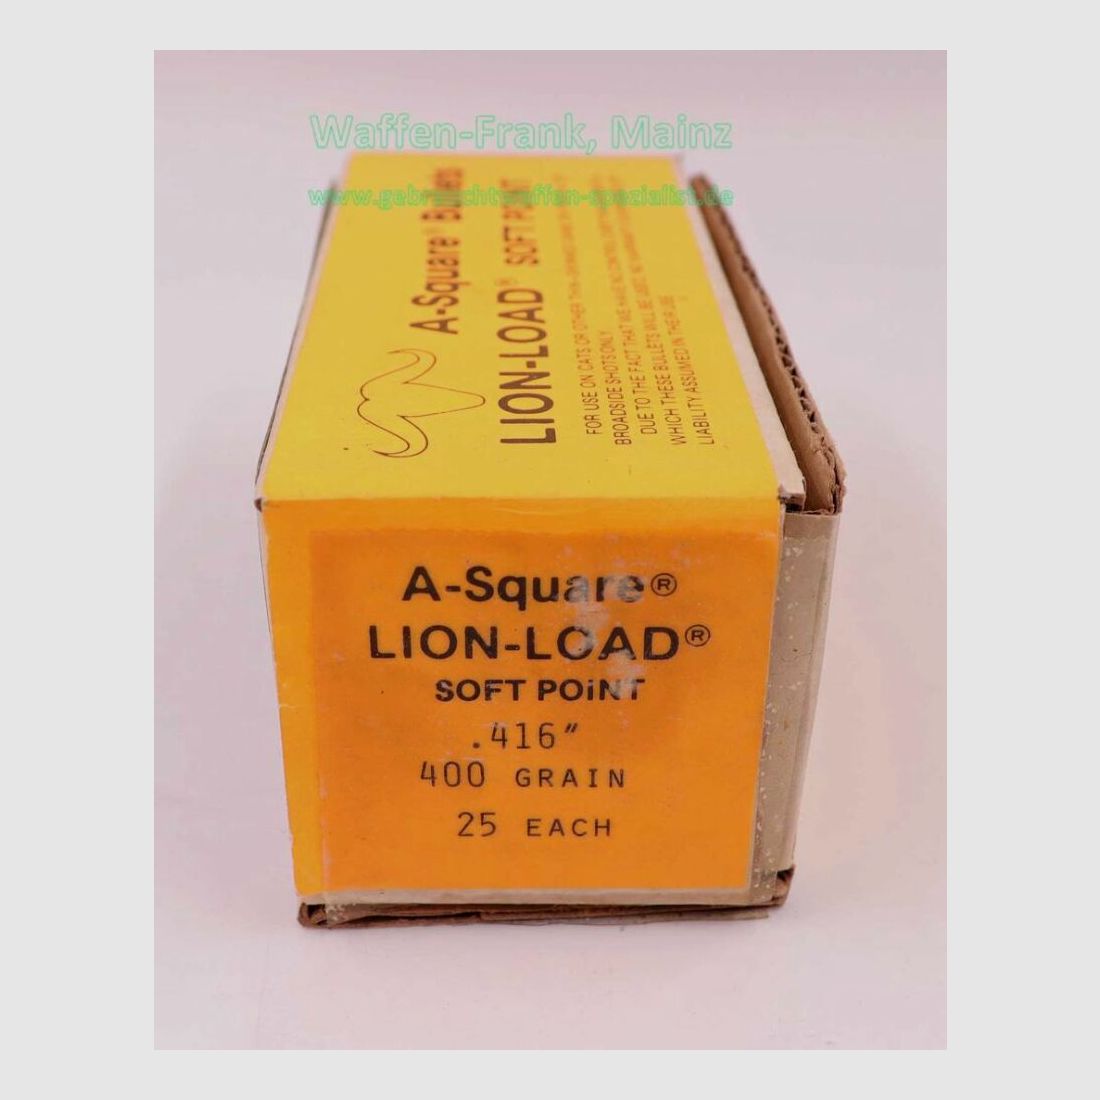 Waffen-Frank, Mainz
www.gebrauchtwaffen-spezialist.de
A-Square® Bullets
LION-LOAD® SOFT POINT
FOR USE ON CATS OR OTHER THIN-SKINNED GAME
BROADSIDE SHOTS ONLY
DUE TO THE FACT THAT WE HAVE NO CONTROL
WHICH THESE BULLETS WILL BE USED, NO WARRANT
LIABILITY ASSUMED IN THEIR USE
A-Square®
LION-LOAD®
SOFT POiNT
.416"
400 GRAIN
25 EACH